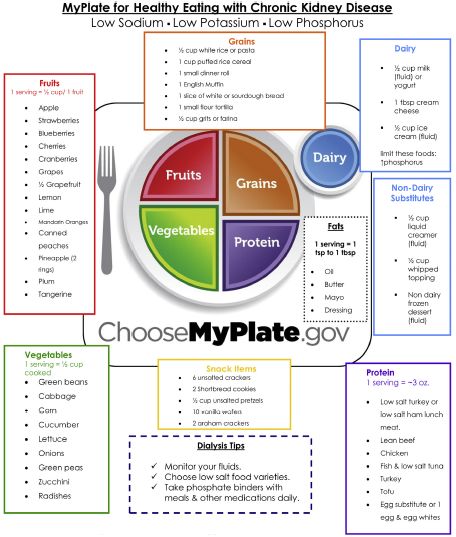 MyPlate for Healthy Eating with Chronic Kidney Disease
Low Sodium ▪ Low Potassium ▪ Low Phosphorus
Grains
• ½ cup white rice or pasta
• 1 cup puffed rice cereal
• 1 small dinner roll
• 1 English Muffin
• 1 slice of white or sourdough bread
• 1 small flour tortilla
• ½ cup grits or farina
Dairy
• ½ cup milk
(fluid) or
yogurt
• 1 tbsp cream
cheese
• ½ cup ice
cream (fluid)
limit these foods:
↑phosphorus
Fruits
1 serving = ½ cup/ 1 fruit
• Apple
• Strawberries
• Blueberries
• Cherries
• Cranberries
• Grapes
• ½ Grapefruit
• Lemon
• Lime
• Mandarin Oranges
• Canned
peaches
• Pineapple (2
rings)
• Plum
• Tangerine
Fruits
Grains
Vegetables
Protein
Dairy
Non-Dairy
Substitutes
• ½ cup
liquid
creamer
(fluid)
• ½ cup
whipped
topping
• Non dairy
frozen
dessert
(fluid)
Fats
1 serving = 1
tsp to 1 tbsp
• Oil
• Butter
• Mayo
• Dressing
ChooseMyPlate.gov
Vegetables
1 serving = ½ cup
cooked
• Green beans
• Cabbage
• Corn
• Cucumber
• Lettuce
• Onions
• Green peas
• Zucchini
• Radishes
Snack Items
• 6 unsalted crackers
• 2 Shortbread cookies
• ½ cup unsalted pretzels
• 10 vanilla wafers
• 2 graham crackers
Dialysis Tips
✓ Monitor your fluids.
✓ Choose low salt food varieties.
✓ Take phosphate binders with
meals & other medications daily.
Protein
1 serving = ~3 oz.
• Low salt turkey or
low salt ham lunch
meat.
• Lean beef
• Chicken
• Fish & low salt tuna
• Turkey
• Tofu
• Egg substitute or 1
egg & egg whites